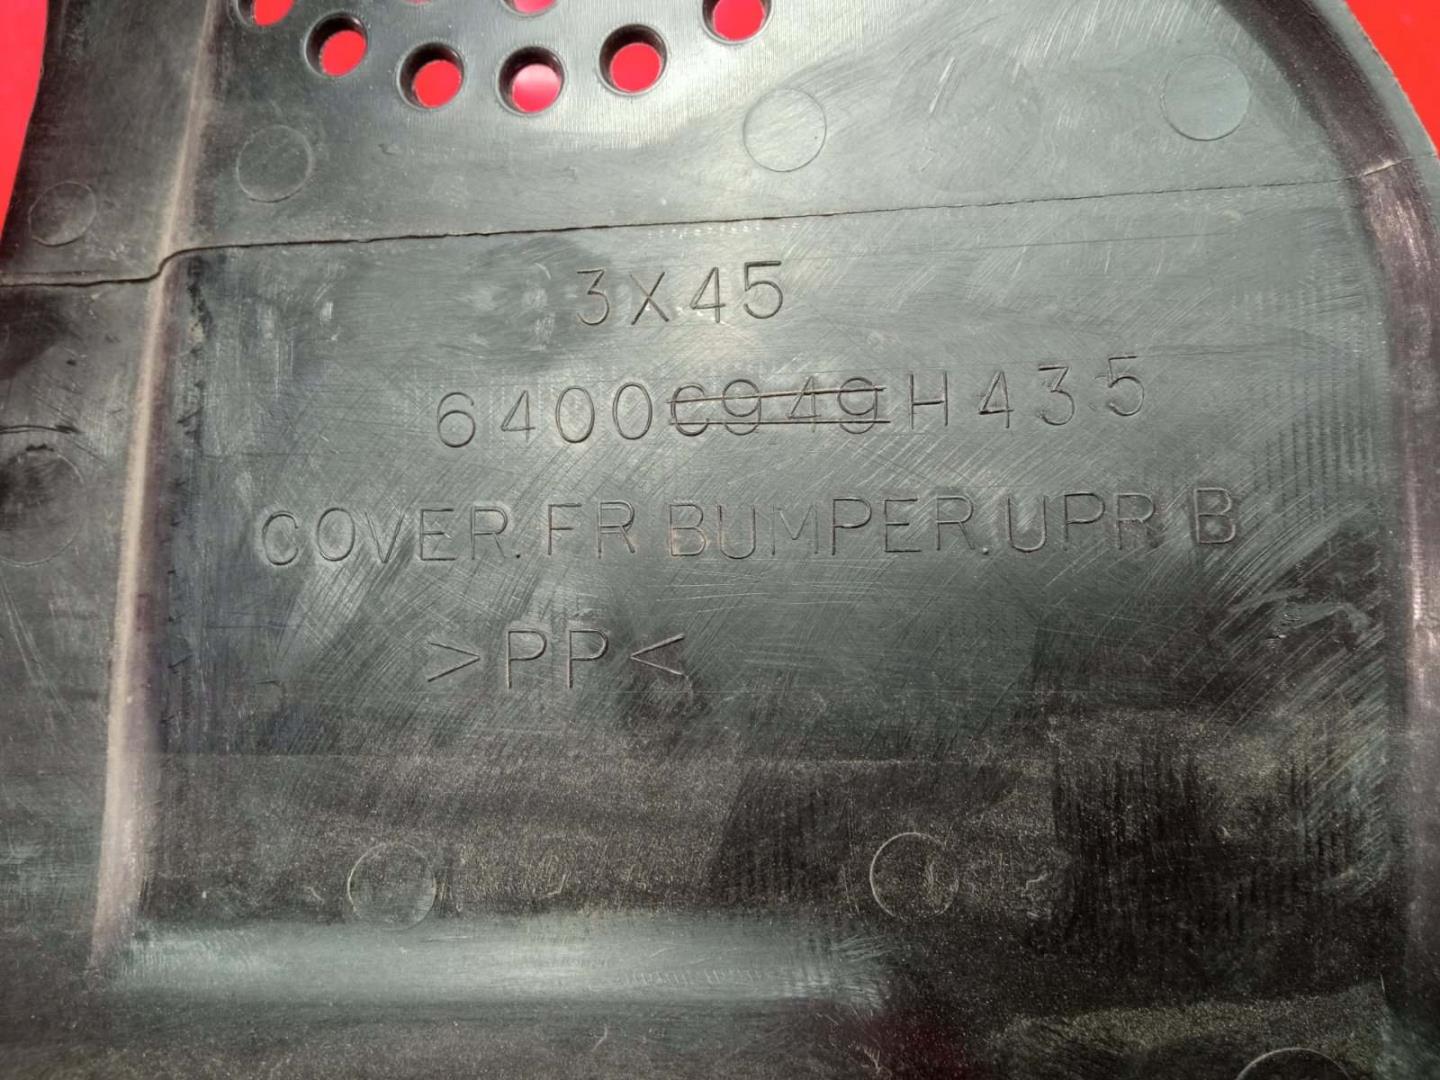 3X45
6400C949H435
COVER.FR BUMPER.UPR B
>PP<